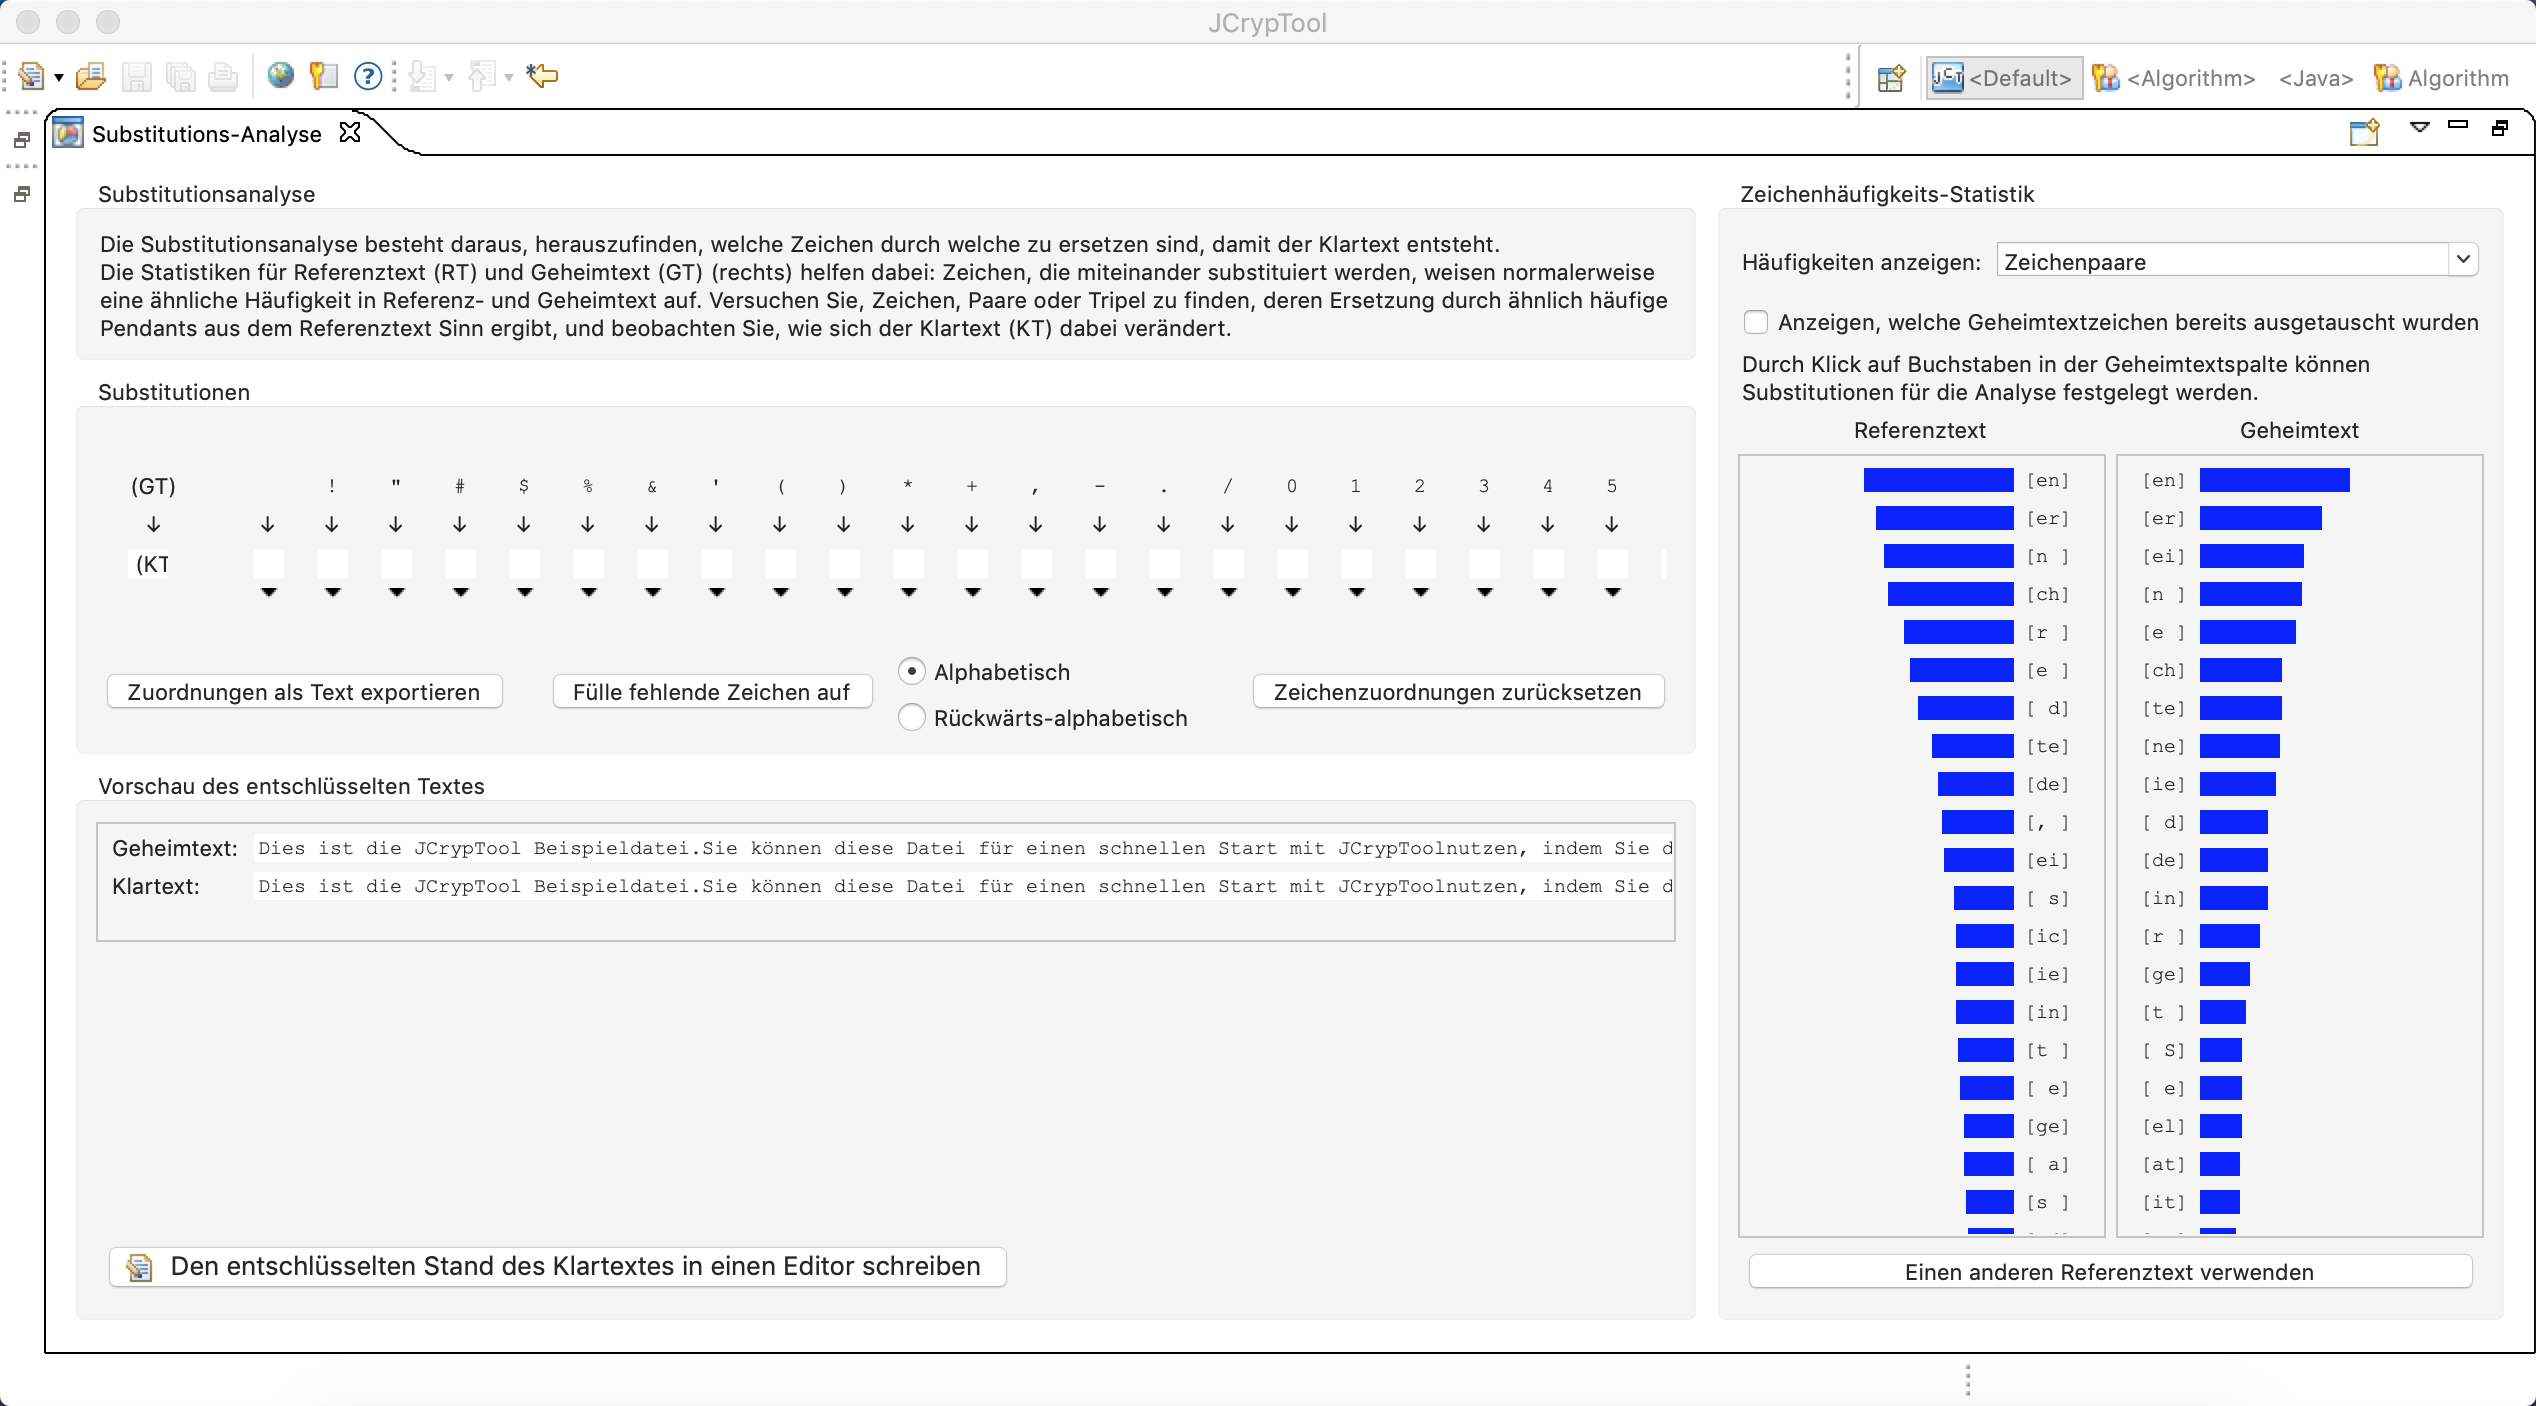 JCrypTool
<Default>
<Algorithm>
<Java>
Algorithm
Substitutions-Analyse
Substitutionsanalyse
Die Substitutionsanalyse besteht daraus, herauszufinden, welche Zeichen durch welche zu ersetzen sind, damit der Klartext entsteht.
Die Statistiken für Referenztext (RT) und Geheimtext (GT) (rechts) helfen dabei: Zeichen, die miteinander substituiert werden, weisen normalerweise
eine ähnliche Häufigkeit in Referenz- und Geheimtext auf. Versuchen Sie, Zeichen, Paare oder Tripel zu finden, deren Ersetzung durch ähnlich häufige
Pendants aus dem Referenztext Sinn ergibt, und beobachten Sie, wie sich der Klartext (KT) dabei verändert.
Substitutionen
(GT) ! " # $ % & ' ( ) * + , - . / 0 1 2 3 4 5
↓ ↓ ↓ ↓ ↓ ↓ ↓ ↓ ↓ ↓ ↓ ↓ ↓ ↓ ↓ ↓ ↓ ↓ ↓ ↓ ↓ ↓ ↓
(KT
Zuordnungen als Text exportieren
Fülle fehlende Zeichen auf
Alphabetisch
Rückwärts-alphabetisch
Zeichenzuordnungen zurücksetzen
Vorschau des entschlüsselten Textes
Geheimtext: Dies ist die JCrypTool Beispieldatei.Sie können diese Datei für einen schnellen Start mit JCrypToolnutzen, indem Sie d
Klartext: Dies ist die JCrypTool Beispieldatei.Sie können diese Datei für einen schnellen Start mit JCrypToolnutzen, indem Sie d
Den entschlüsselten Stand des Klartextes in einen Editor schreiben
Zeichenhäufigkeits-Statistik
Häufigkeiten anzeigen: Zeichenpaare
Anzeigen, welche Geheimtextzeichen bereits ausgetauscht wurden
Durch Klick auf Buchstaben in der Geheimtextspalte können
Substitutionen für die Analyse festgelegt werden.
Referenztext Geheimtext
[en] [en]
[er] [er]
[n ] [ei]
[ch] [n ]
[r ] [e ]
[e ] [ch]
[ d] [te]
[te] [ne]
[de] [ie]
[, ] [ d]
[ei] [de]
[ s] [in]
[ic] [r ]
[ie] [ge]
[in] [t ]
[t ] [ S]
[ e] [ e]
[ge] [el]
[ a] [at]
[s ] [it]
Einen anderen Referenztext verwenden